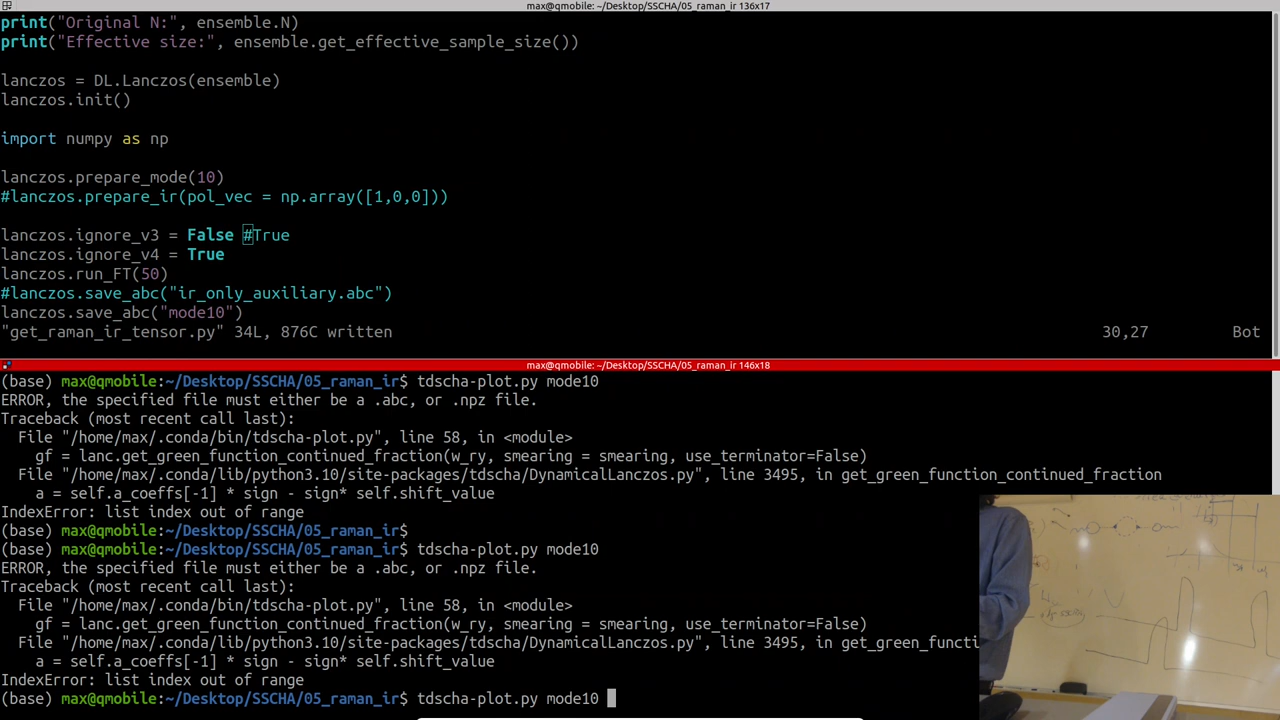 max@qmobile: ~/Desktop/SSCHA/05_raman_ir 136x17
print("Original N:", ensemble.N)
print("Effective size:", ensemble.get_effective_sample_size())
lanczos = DL.Lanczos(ensemble)
lanczos.init()
import numpy as np
lanczos.prepare_mode(10)
#lanczos.prepare_ir(pol_vec = np.array([1,0,0]))
lanczos.ignore_v3 = False #True
lanczos.ignore_v4 = True
lanczos.run_FT(50)
#lanczos.save_abc("ir_only_auxiliary.abc")
lanczos.save_abc("mode10")
"get_raman_ir_tensor.py" 34L, 876C written 30,27 Bot
max@qmobile: ~/Desktop/SSCHA/05_raman_ir 146x18
(base) max@qmobile:~/Desktop/SSCHA/05_raman_ir$ tdscha-plot.py mode10
ERROR, the specified file must either be a .abc, or .npz file.
Traceback (most recent call last):
File "/home/max/.conda/bin/tdscha-plot.py", line 58, in <module>
gf = lanc.get_green_function_continued_fraction(w_ry, smearing = smearing, use_terminator=False)
File "/home/max/.conda/lib/python3.10/site-packages/tdscha/DynamicalLanczos.py", line 3495, in get_green_function_continued_fraction
a = self.a_coeffs[-1] * sign - sign* self.shift_value
IndexError: list index out of range
(base) max@qmobile:~/Desktop/SSCHA/05_raman_ir$
(base) max@qmobile:~/Desktop/SSCHA/05_raman_ir$ tdscha-plot.py mode10
ERROR, the specified file must either be a .abc, or .npz file.
Traceback (most recent call last):
File "/home/max/.conda/bin/tdscha-plot.py", line 58, in <module>
gf = lanc.get_green_function_continued_fraction(w_ry, smearing = smearing, use_terminator=False)
File "/home/max/.conda/lib/python3.10/site-packages/tdscha/DynamicalLanczos.py", line 3495, in get_green_functi
a = self.a_coeffs[-1] * sign - sign* self.shift_value
IndexError: list index out of range
(base) max@qmobile:~/Desktop/SSCHA/05_raman_ir$ tdscha-plot.py mode10